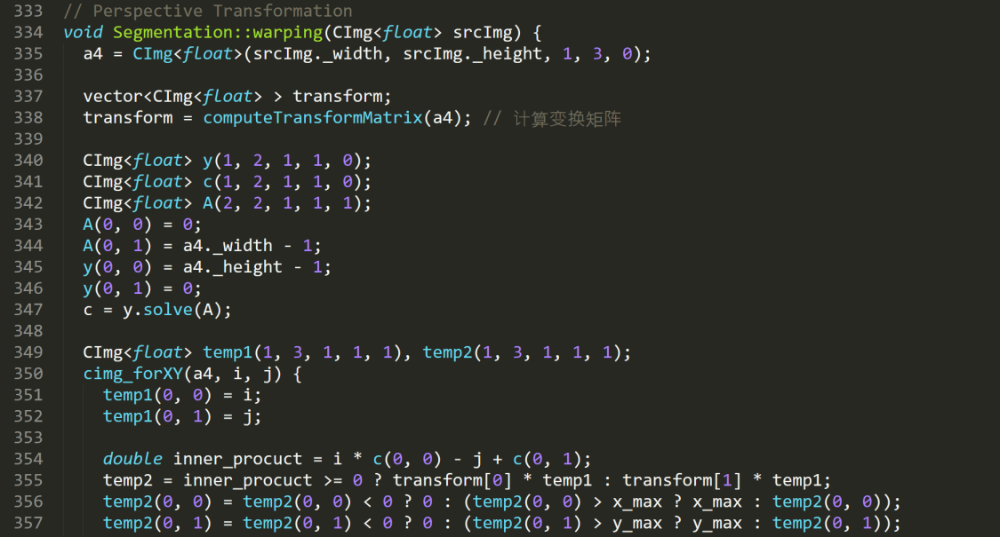 333 // Perspective Transformation
334 void Segmentation::warping(CImg<float> srcImg) {
335   a4 = CImg<float>(srcImg._width, srcImg._height, 1, 3, 0);
336
337   vector<CImg<float> > transform;
338   transform = computeTransformMatrix(a4); // 计算变换矩阵
339
340   CImg<float> y(1, 2, 1, 1, 0);
341   CImg<float> c(1, 2, 1, 1, 0);
342   CImg<float> A(2, 2, 1, 1, 1);
343   A(0, 0) = 0;
344   A(0, 1) = a4._width - 1;
345   y(0, 0) = a4._height - 1;
346   y(0, 1) = 0;
347   c = y.solve(A);
348
349   CImg<float> temp1(1, 3, 1, 1, 1), temp2(1, 3, 1, 1, 1);
350   cimg_forXY(a4, i, j) {
351     temp1(0, 0) = i;
352     temp1(0, 1) = j;
353
354     double inner_procuct = i * c(0, 0) - j + c(0, 1);
355     temp2 = inner_procuct >= 0 ? transform[0] * temp1 : transform[1] * temp1;
356     temp2(0, 0) = temp2(0, 0) < 0 ? 0 : (temp2(0, 0) > x_max ? x_max : temp2(0, 0));
357     temp2(0, 1) = temp2(0, 1) < 0 ? 0 : (temp2(0, 1) > y_max ? y_max : temp2(0, 1));